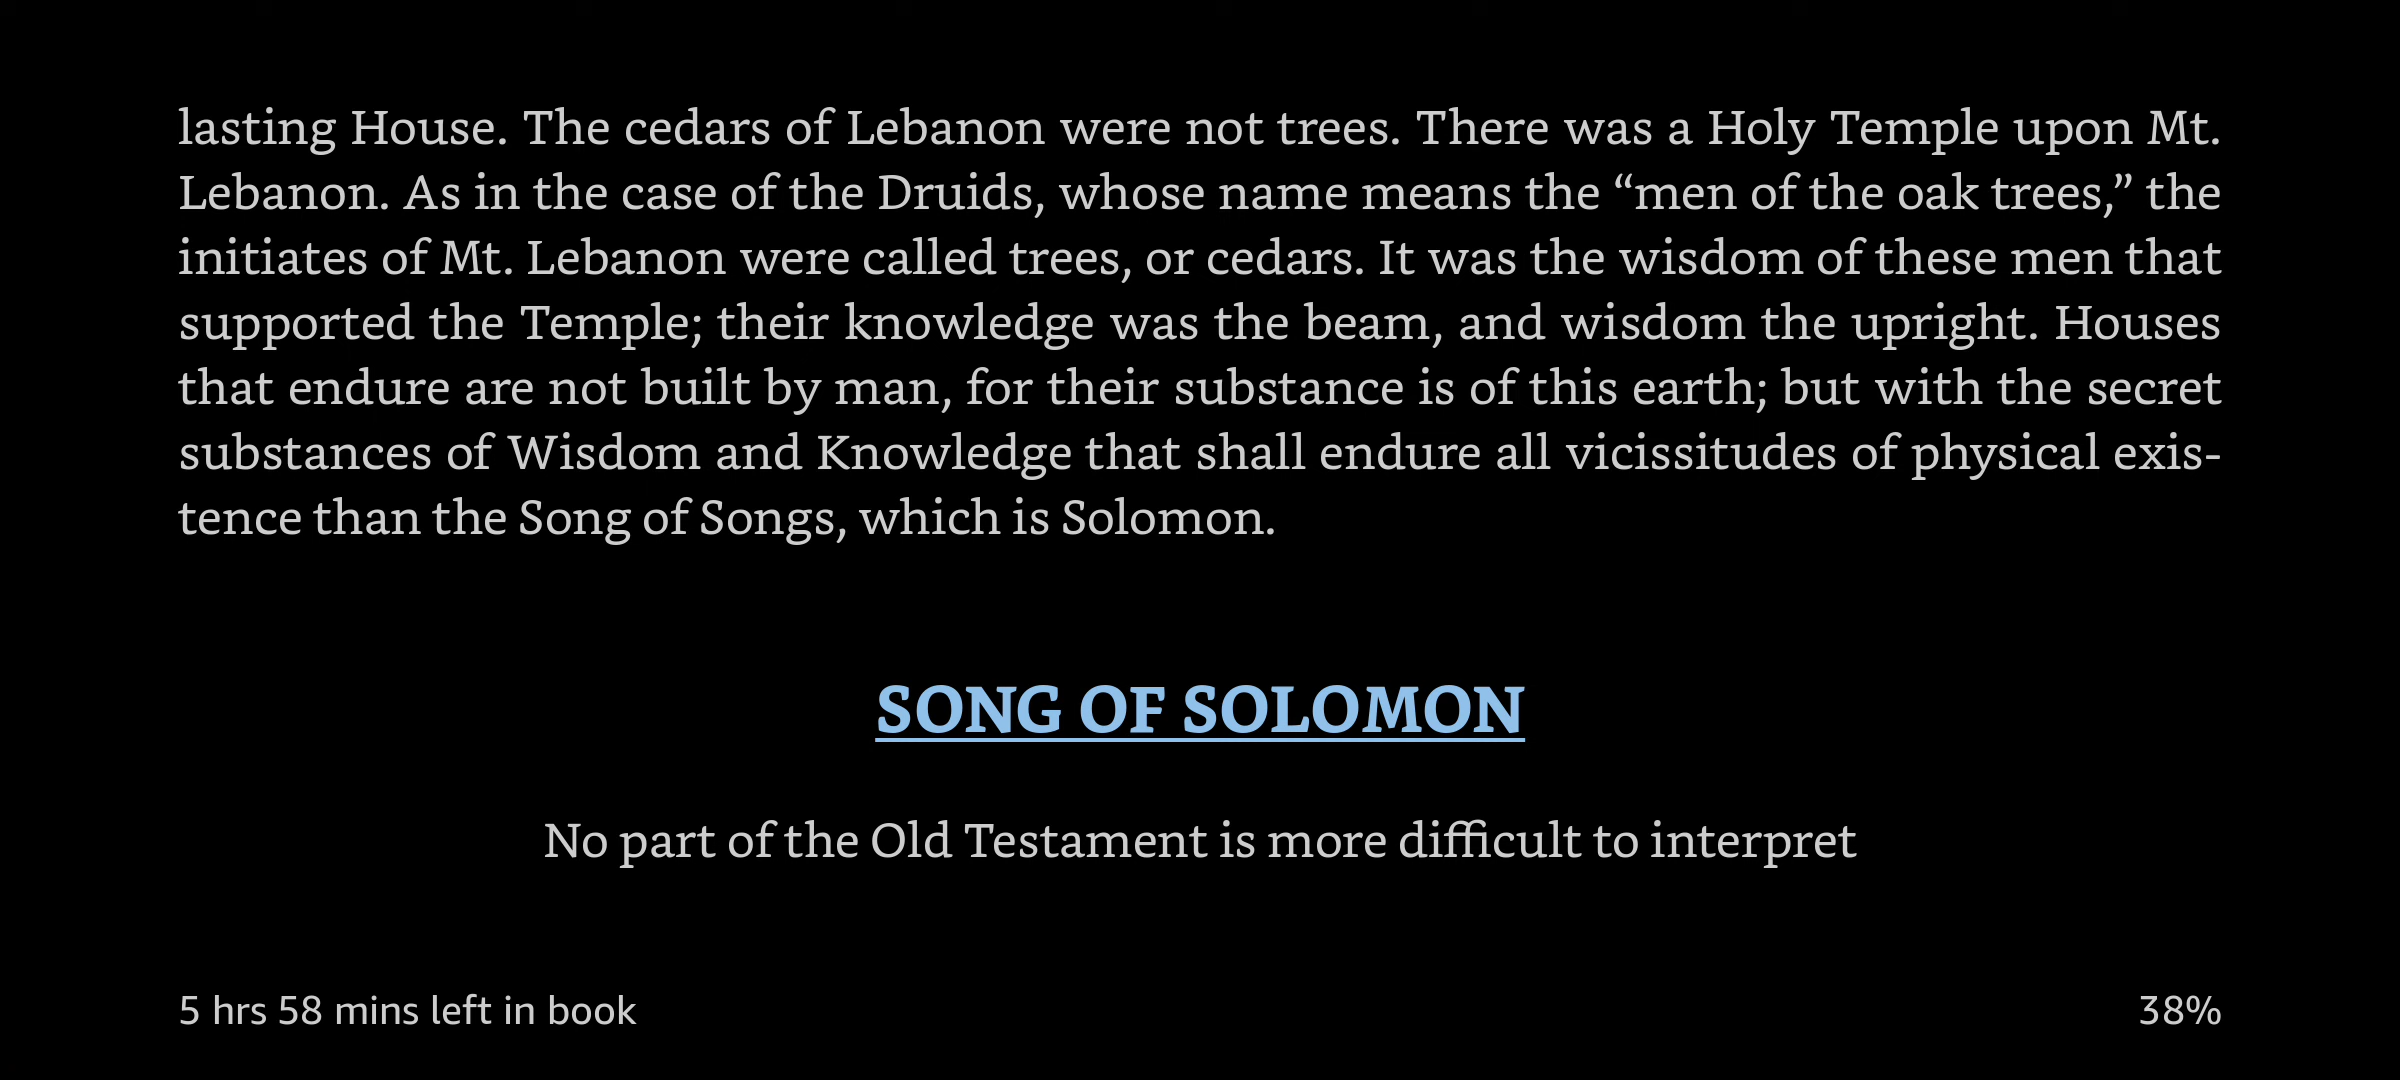 lasting House. The cedars of Lebanon were not trees. There was a Holy Temple upon Mt.
Lebanon. As in the case of the Druids, whose name means the “men of the oak trees,” the
initiates of Mt. Lebanon were called trees, or cedars. It was the wisdom of these men that
supported the Temple; their knowledge was the beam, and wisdom the upright. Houses
that endure are not built by man, for their substance is of this earth; but with the secret
substances of Wisdom and Knowledge that shall endure all vicissitudes of physical exis-
tence than the Song of Songs, which is Solomon.
SONG OF SOLOMON
No part of the Old Testament is more difficult to interpret
5 hrs 58 mins left in book
38%